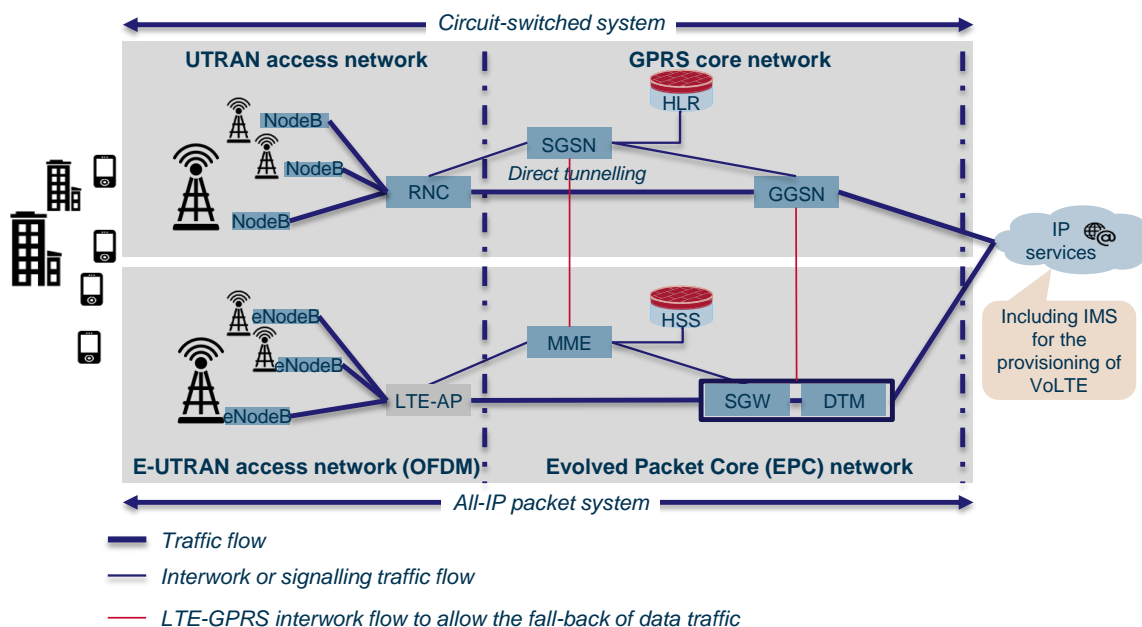 Circuit-switched system
UTRAN access network
GPRS core network
HLR
NodeB
SGSN
NodeB
Direct tunnelling
RNC
GGSN
NodeB
IP
services
eNodeB
HSS
MME
eNodeB
Including IMS
for the
provisioning of
VoLTE
LTE-AP
SGW
DTM
eNodeB
E-UTRAN access network (OFDM)
Evolved Packet Core (EPC) network
All-IP packet system
Traffic flow
Interwork or signalling traffic flow
LTE-GPRS interwork flow to allow the fall-back of data traffic